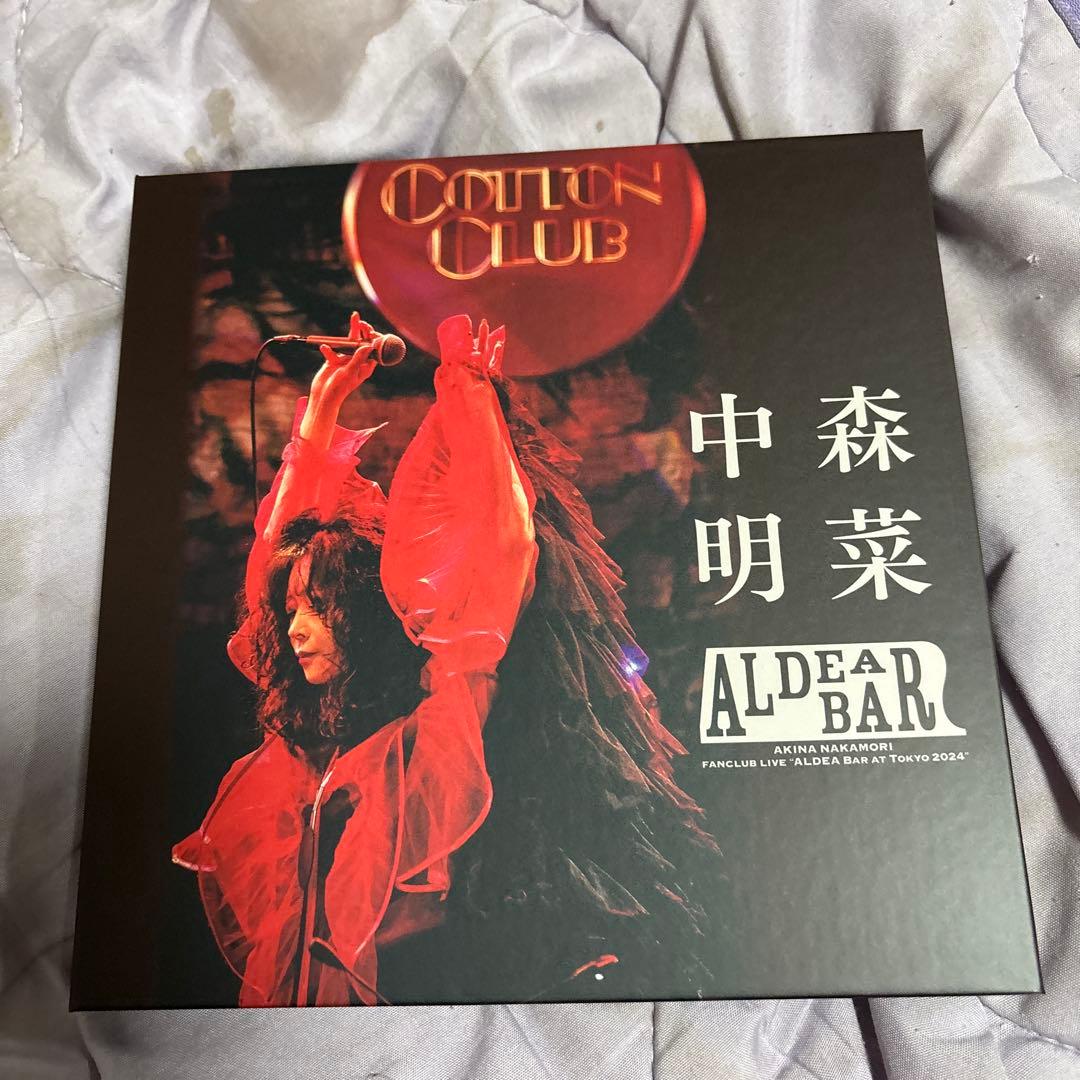 COTTON
CLUB
中森
明菜
ALDEA
BAR
AKINA NAKAMORI
FANCLUB LIVE "ALDEA BAR AT TOKYO 2024"